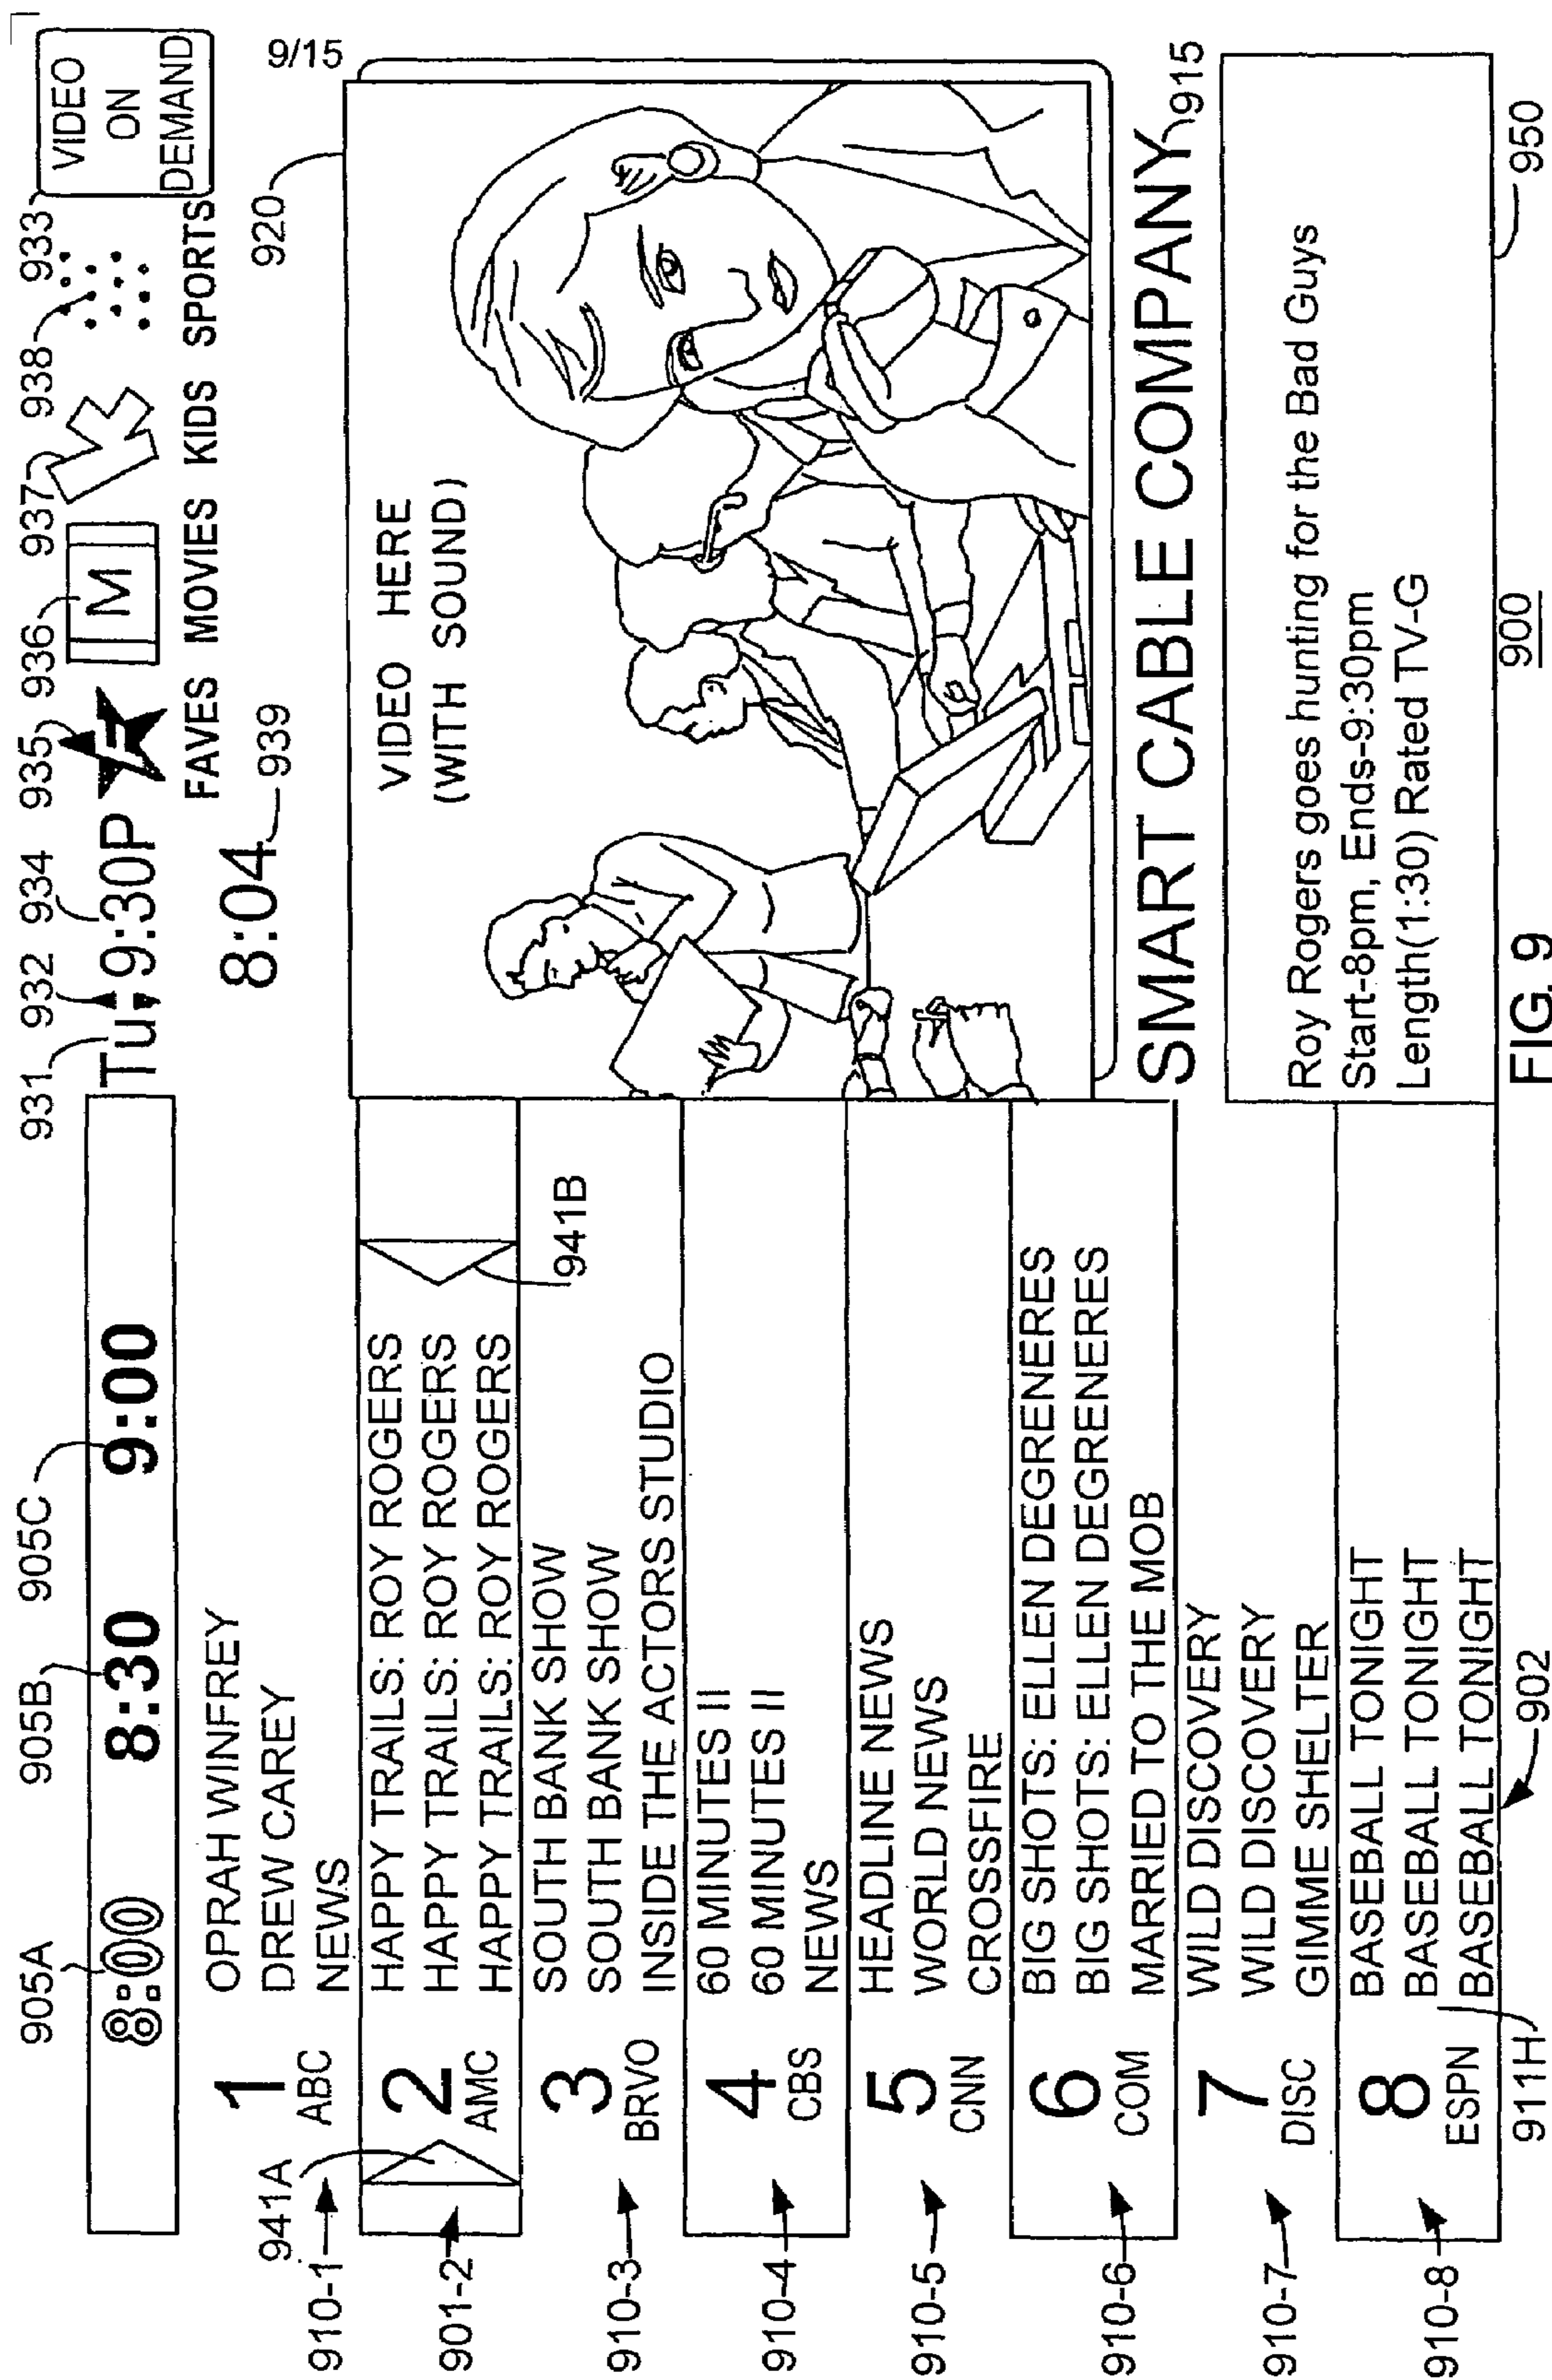 905A
905B
905C
931
932
934
935
936
937
938
933
8:00
8:30
9:00
Tu
9:30P
F
M
VIDEO
ON
DEMAND
FAVES MOVIES KIDS SPORTS
8:04
939
920
9/15
941A
910-1
1
ABC
OPRAH WINFREY
DREW CAREY
NEWS
901-2
2
AMC
HAPPY TRAILS: ROY ROGERS
HAPPY TRAILS: ROY ROGERS
HAPPY TRAILS: ROY ROGERS
941B
910-3
3
BRVO
SOUTH BANK SHOW
SOUTH BANK SHOW
INSIDE THE ACTORS STUDIO
910-4
4
CBS
60 MINUTES II
60 MINUTES II
NEWS
910-5
5
CNN
HEADLINE NEWS
WORLD NEWS
CROSSFIRE
910-6
6
COM
BIG SHOTS: ELLEN DEGRENERES
BIG SHOTS: ELLEN DEGRENERES
MARRIED TO THE MOB
910-7
7
DISC
WILD DISCOVERY
WILD DISCOVERY
GIMME SHELTER
910-8
8
ESPN
BASEBALL TONIGHT
BASEBALL TONIGHT
BASEBALL TONIGHT
911H
902
VIDEO HERE
(WITH SOUND)
SMART CABLE COMPANY
915
Roy Rogers goes hunting for the Bad Guys
Start-8pm, Ends-9:30pm
Length(1:30) Rated TV-G
950
900
FIG. 9